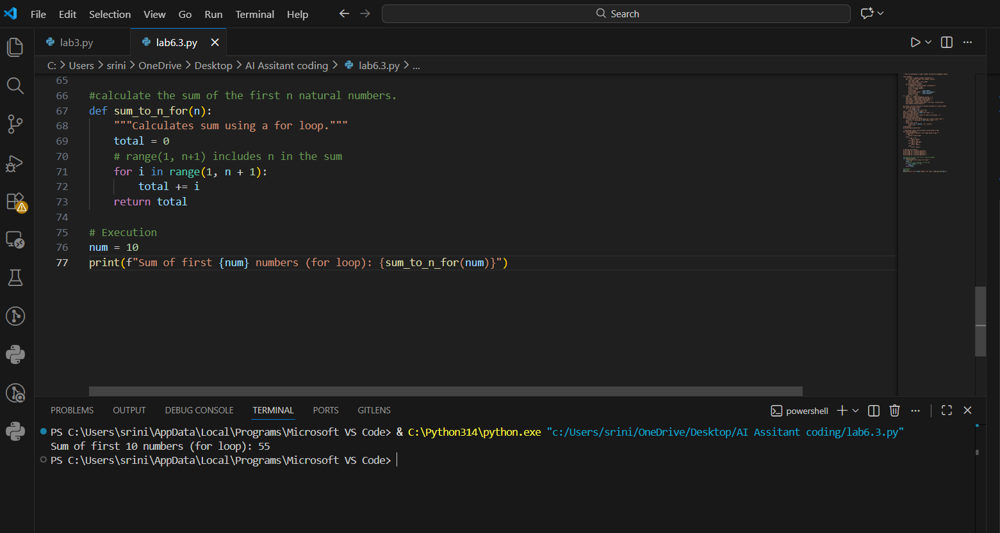 File Edit Selection View Go Run Terminal Help Search
lab3.py lab6.3.py
C: > Users > srini > OneDrive > Desktop > AI Assitant coding > lab6.3.py > ...
65
66 #calculate the sum of the first n natural numbers.
67 def sum_to_n_for(n):
68     """Calculates sum using a for loop."""
69     total = 0
70     # range(1, n+1) includes n in the sum
71     for i in range(1, n + 1):
72         total += i
73     return total
74
75 # Execution
76 num = 10
77 print(f"Sum of first {num} numbers (for loop): {sum_to_n_for(num)}")
PROBLEMS OUTPUT DEBUG CONSOLE TERMINAL PORTS GITLENS powershell
PS C:\Users\srini\AppData\Local\Programs\Microsoft VS Code> & C:\Python314\python.exe "c:/Users/srini/OneDrive/Desktop/AI Assitant coding/lab6.3.py"
Sum of first 10 numbers (for loop): 55
PS C:\Users\srini\AppData\Local\Programs\Microsoft VS Code>